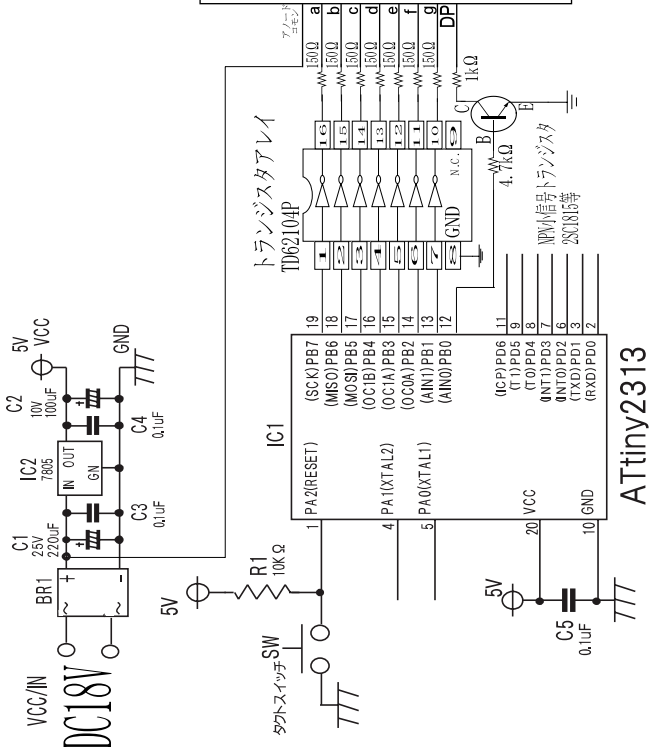 VCC/IN
DC18V
BR1
~
~
+
-
C1
25V
220uF
C3
0.1uF
IC2
7805
IN OUT
GN
C2
10V
100uF
C4
0.1uF
5V
VCC
GND
5V
R1
10KΩ
SW
タクトスイッチ
5V
C5
0.1uF
IC1
1 PA2(RESET)
4 PA1(XTAL2)
5 PA0(XTAL1)
20 VCC
10 GND
(SCK)PB7 19
(MISO)PB6 18
(MOSI)PB5 17
(OC1B)PB4 16
(OC1A)PB3 15
(OC0A)PB2 14
(AIN1)PB1 13
(AIN0)PB0 12
(ICP)PD6 11
(T1)PD5 9
(T0)PD4 8
(INT1)PD3 7
(INT0)PD2 6
(TXD)PD1 3
(RXD)PD0 2
ATtiny2313
トランジスタアレイ
TD62104P
1 16
2 15
3 14
4 13
5 12
6 11
7 10
8 9
GND
N.C.
アノード
コモン
150Ω a
150Ω b
150Ω c
150Ω d
150Ω e
150Ω f
150Ω g
DP
1kΩ
4.7kΩ
B
C
E
NPN小信号トランジスタ
2SC1815等